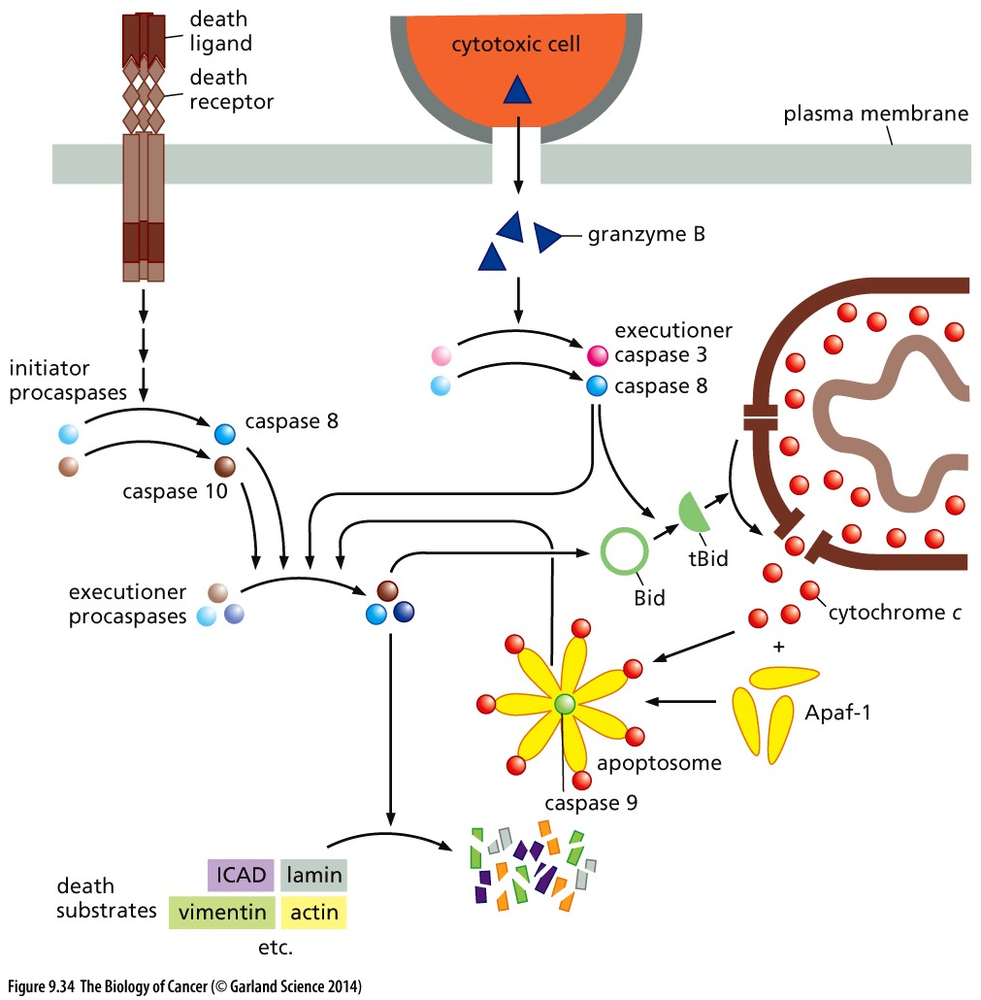 death
ligand
death
receptor
cytotoxic cell
plasma membrane
granzyme B
executioner
caspase 3
caspase 8
initiator
procaspases
caspase 8
caspase 10
tBid
Bid
executioner
procaspases
cytochrome c
+
Apaf-1
apoptosome
caspase 9
ICAD
lamin
death
substrates
vimentin
actin
etc.
Figure 9.34 The Biology of Cancer (© Garland Science 2014)